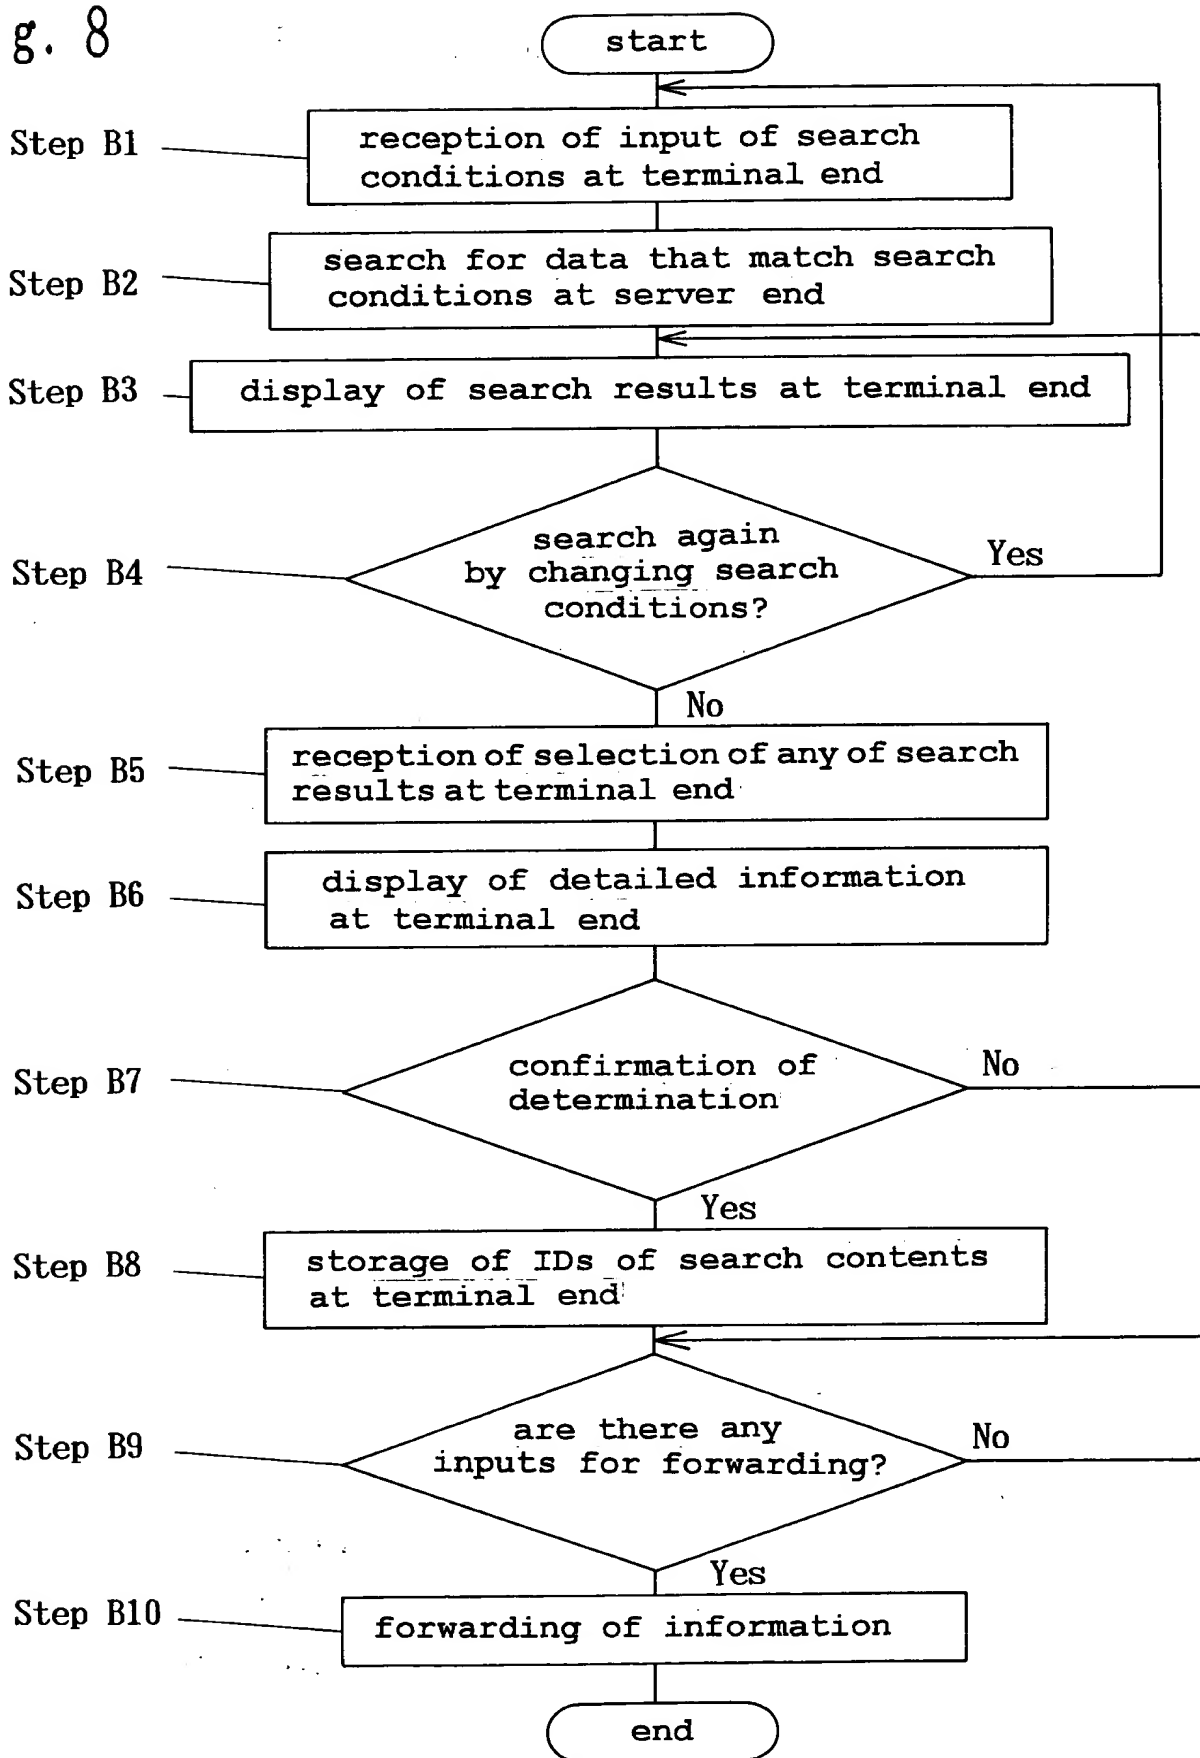 g. 8
start
Step B1
reception of input of search
conditions at terminal end
Step B2
search for data that match search
conditions at server end
Step B3
display of search results at terminal end
Step B4
search again
by changing search
conditions?
Yes
No
Step B5
reception of selection of any of search
results at terminal end
Step B6
display of detailed information
at terminal end
Step B7
confirmation of
determination
No
Yes
Step B8
storage of IDs of search contents
at terminal end
Step B9
are there any
inputs for forwarding?
No
Yes
Step B10
forwarding of information
end